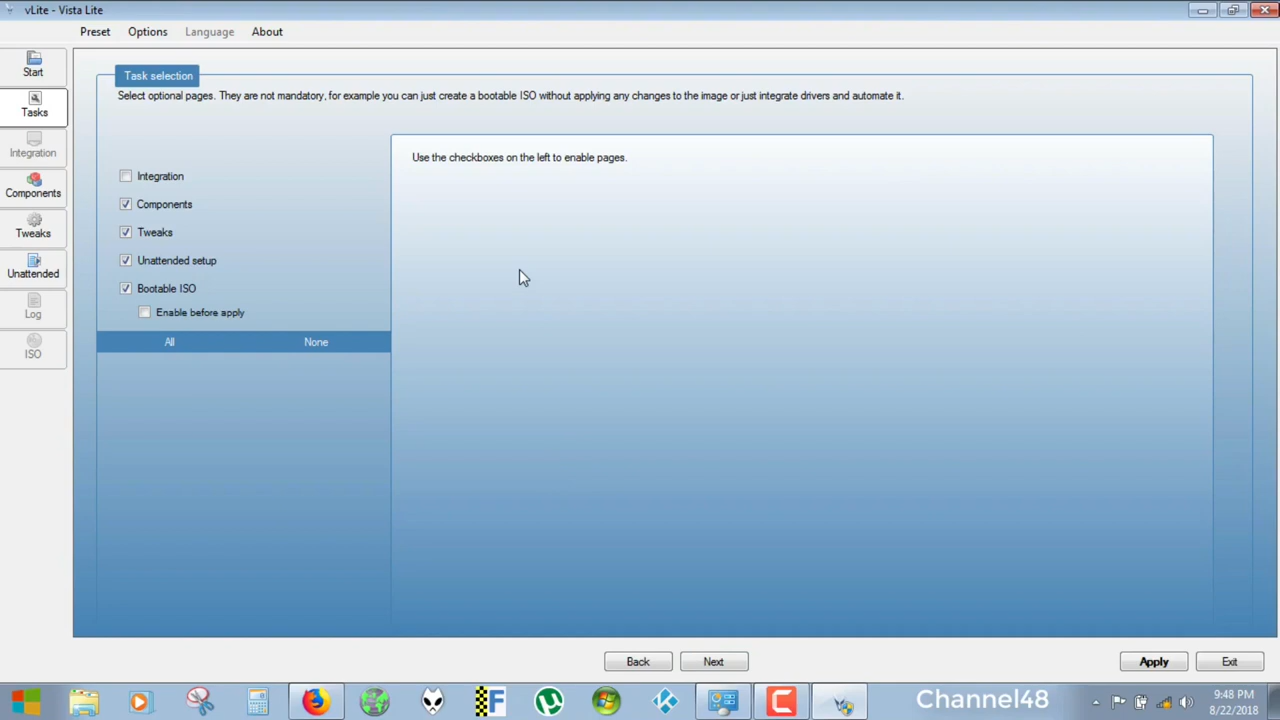 vLite - Vista Lite
Preset Options Language About
Start
Tasks
Integration
Components
Tweaks
Unattended
Log
ISO
Task selection
Select optional pages. They are not mandatory, for example you can just create a bootable ISO without applying any changes to the image or just integrate drivers and automate it.
Use the checkboxes on the left to enable pages.
Integration
Components
Tweaks
Unattended setup
Bootable ISO
Enable before apply
All None
Back Next Apply Exit
Channel48
9:48 PM
8/22/2018